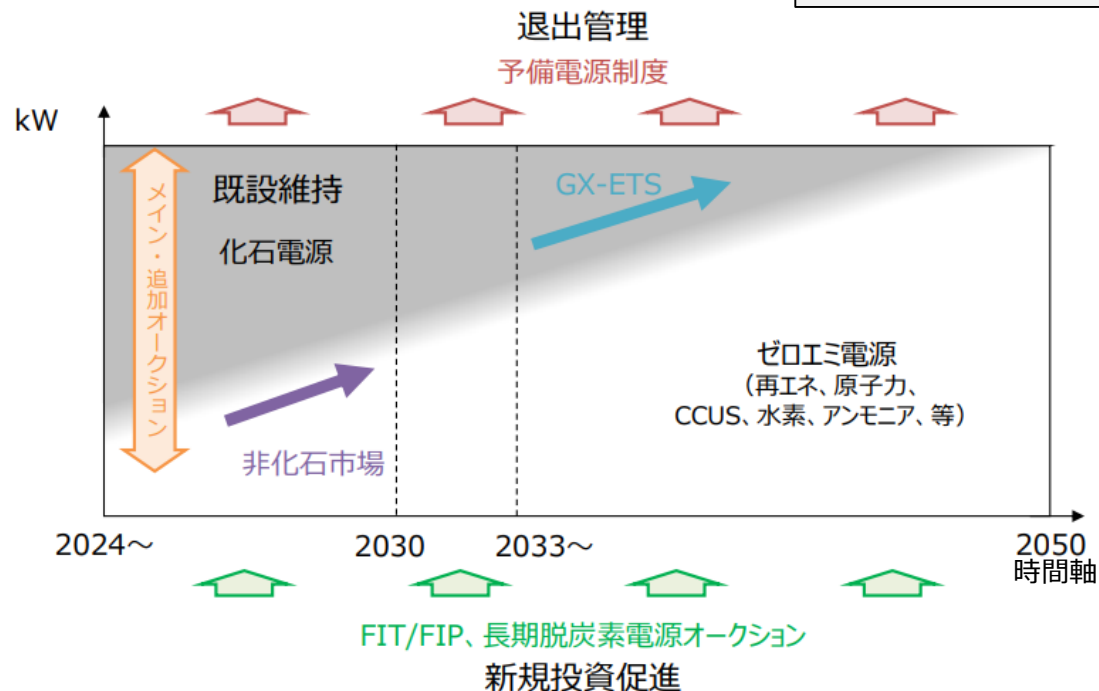 退出管理
予備電源制度
kW
メイン・追加オークション
既設維持
化石電源
GX-ETS
ゼロエミ電源
（再エネ、原子力、
CCUS、水素、アンモニア、等）
非化石市場
2024～
2030
2033～
2050
時間軸
FIT/FIP、長期脱炭素電源オークション
新規投資促進